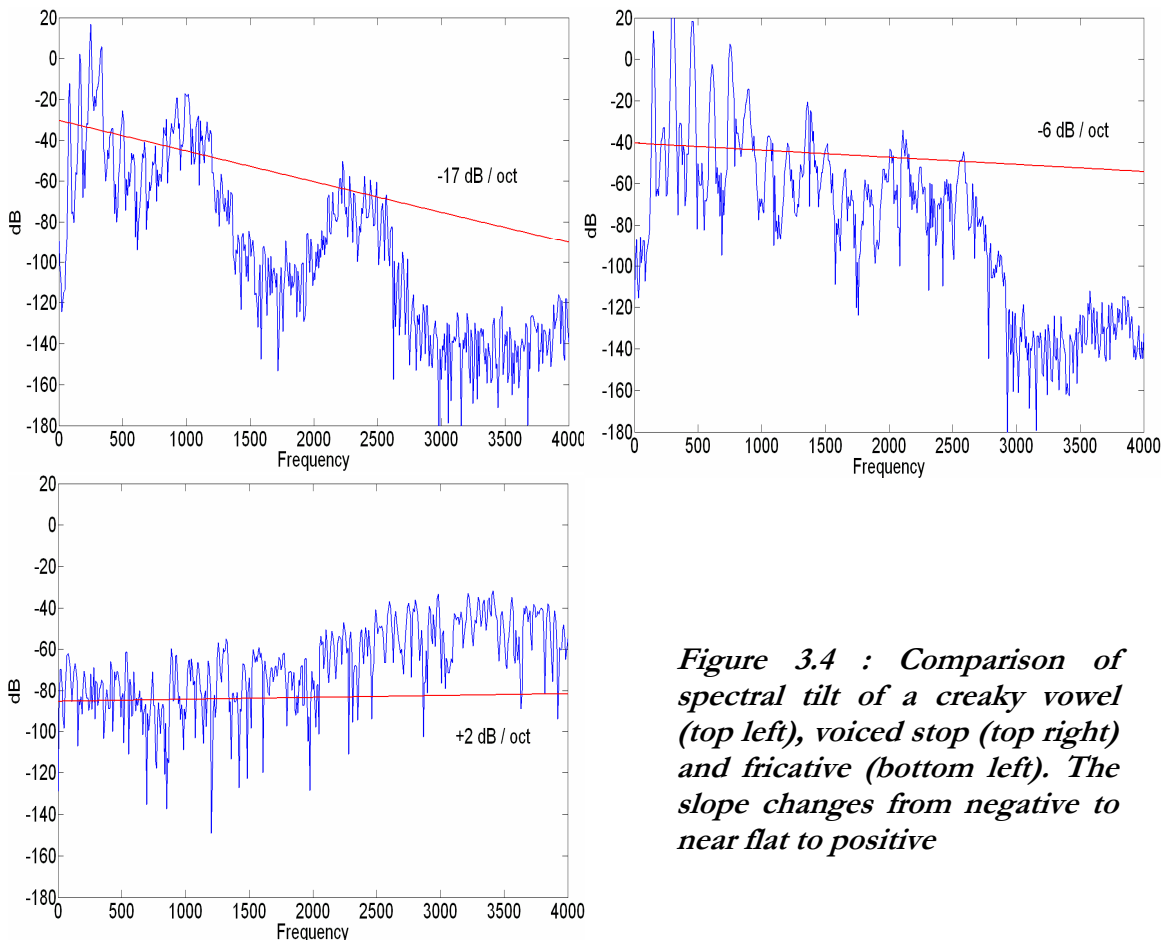 20
0
-20
-40
-60
-80
-100
-120
-140
-160
-180
dB
-17 dB / oct
0 500 1000 1500 2000 2500 3000 3500 4000
Frequency
20
0
-20
-40
-60
-80
-100
-120
-140
-160
-180
dB
-6 dB / oct
0 500 1000 1500 2000 2500 3000 3500 4000
Frequency
20
0
-20
-40
-60
-80
-100
-120
-140
-160
-180
dB
+2 dB / oct
0 500 1000 1500 2000 2500 3000 3500 4000
Frequency
Figure 3.4 : Comparison of
spectral tilt of a creaky vowel
(top left), voiced stop (top right)
and fricative (bottom left). The
slope changes from negative to
near flat to positive